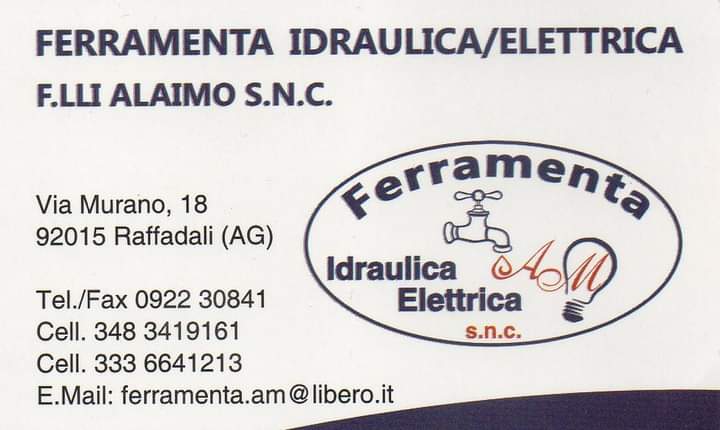 FERRAMENTA IDRAULICA/ELETTRICA
F.LLI ALAIMO S.N.C.
Via Murano, 18
92015 Raffadali (AG)
Tel./Fax 0922 30841
Cell. 348 3419161
Cell. 333 6641213
E.Mail: ferramenta.am@libero.it
Ferramenta
Idraulica
Elettrica
AM
s.n.c.